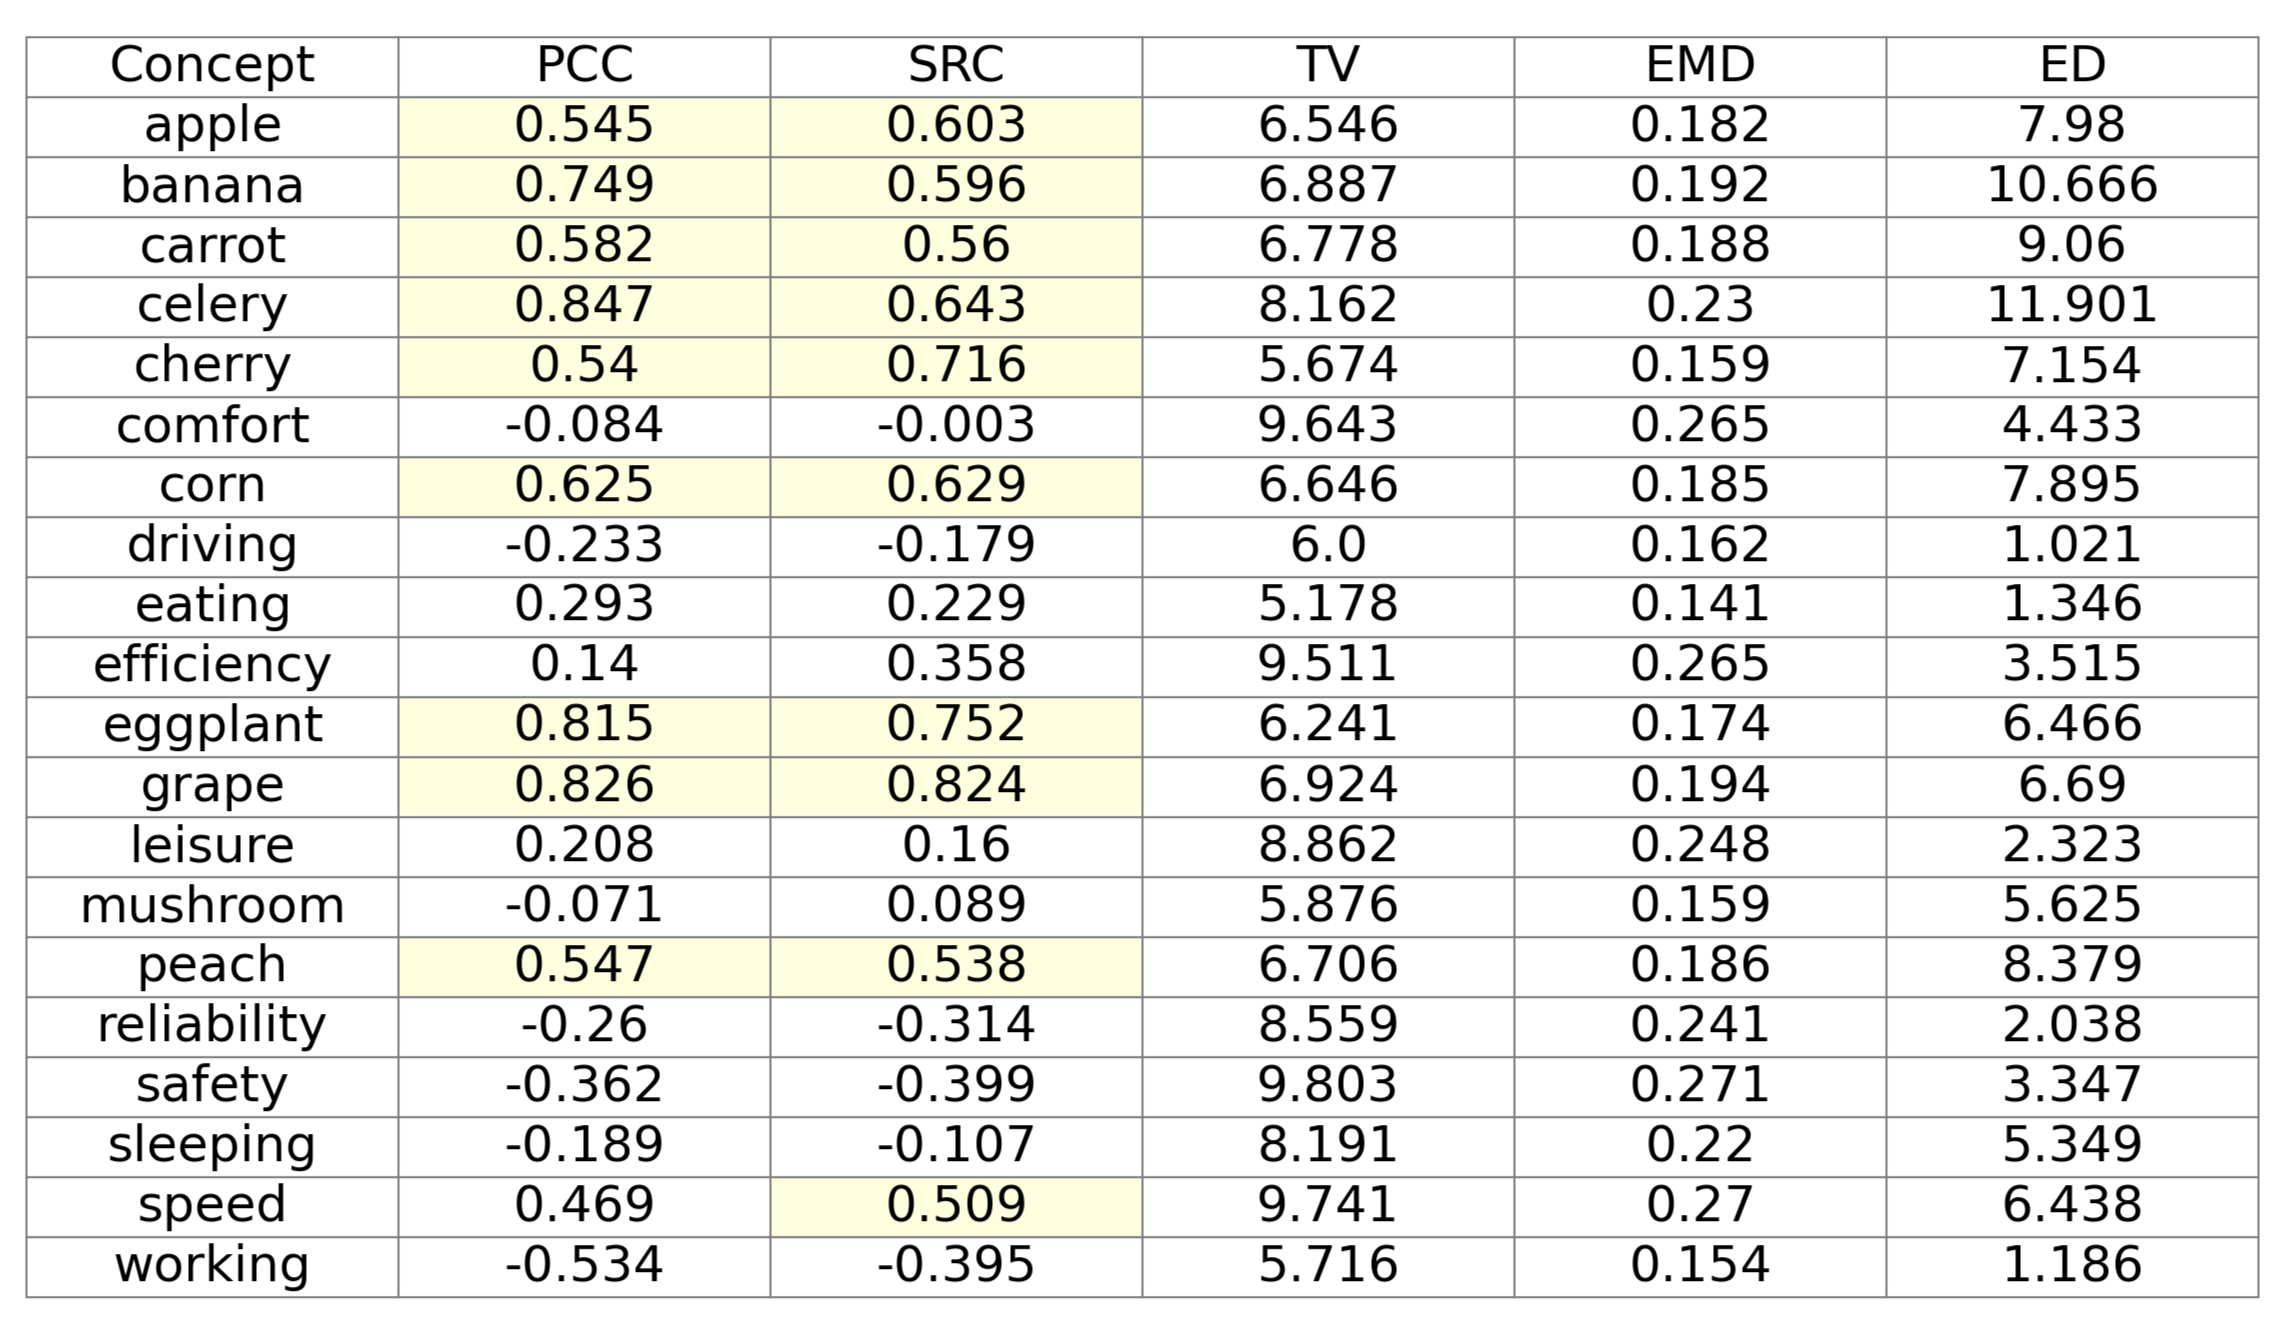 Concept PCC SRC TV EMD ED
apple 0.545 0.603 6.546 0.182 7.98
banana 0.749 0.596 6.887 0.192 10.666
carrot 0.582 0.56 6.778 0.188 9.06
celery 0.847 0.643 8.162 0.23 11.901
cherry 0.54 0.716 5.674 0.159 7.154
comfort -0.084 -0.003 9.643 0.265 4.433
corn 0.625 0.629 6.646 0.185 7.895
driving -0.233 -0.179 6.0 0.162 1.021
eating 0.293 0.229 5.178 0.141 1.346
efficiency 0.14 0.358 9.511 0.265 3.515
eggplant 0.815 0.752 6.241 0.174 6.466
grape 0.826 0.824 6.924 0.194 6.69
leisure 0.208 0.16 8.862 0.248 2.323
mushroom -0.071 0.089 5.876 0.159 5.625
peach 0.547 0.538 6.706 0.186 8.379
reliability -0.26 -0.314 8.559 0.241 2.038
safety -0.362 -0.399 9.803 0.271 3.347
sleeping -0.189 -0.107 8.191 0.22 5.349
speed 0.469 0.509 9.741 0.27 6.438
working -0.534 -0.395 5.716 0.154 1.186